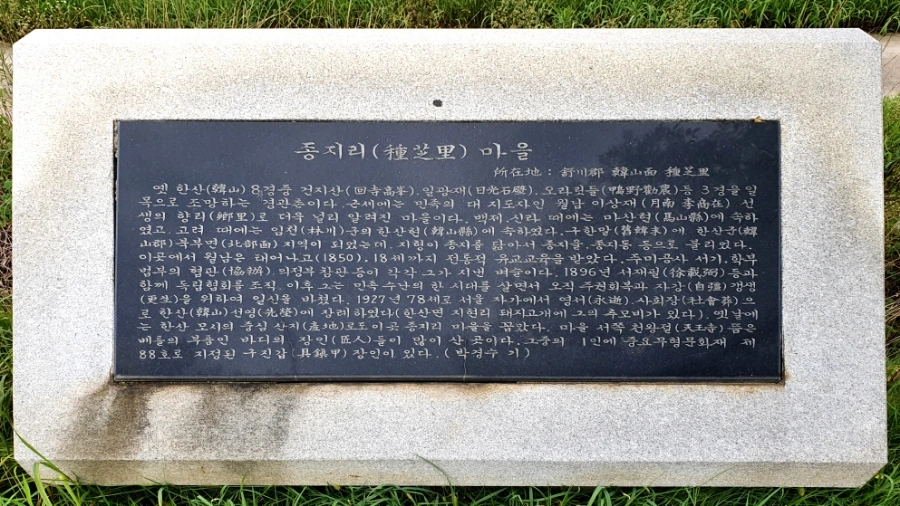 종지리(種芝里) 마을
所在地 : 舒川郡 韓山面 種芝里
옛 한산(韓山) 8경중 건지산(回寺高峯). 일광재(日光石壁). 오라릿들(鴨野勸農)등 3경을 일
목으로 조망하는 경관촌이다. 근세에는 민족의 대 지도자인 월남 이상재(月南 李商在) 선
생의 향리(鄕里)로 더욱 널리 알려진 마을이다. 백제.신라 때에는 마산현(馬山縣)에 속하
였고. 고려 때에는 임천(林川)군의 한산현(韓山縣)에 속하였다. 구한말(舊韓末)에 한산군(韓
山郡) 북부면(北部面)지역이 되었는데. 지형이 종자를 닮아서 종지울.종지동 등으로 불리었다.
이곳에서 월남은 태어나고(1850). 18세까지 전통적 유교교육을 받았다. 주미공사 서기. 학부
법부의 협판(協辦). 의정부 참판 등이 각각 그가 지낸 벼슬이다. 1896년 서재필(徐載弼)등과
함께 독립협회를 조직. 이후 그는 민족수난의 한 시대를 살면서 오직 주권회복과 자강(自彊)갱생
(更生)을 위하여 일신을 바쳤다. 1927년 78세로 서울 자가에서 영서(永逝). 사회장(社會葬)으
로 한산(韓山) 선영(先塋)에 장례하였다(한산면 지현리 돼지고개에 그의 추모비가 있다). 옛날에
는 한산 모시의 중심 산지(產地)로도 이곳 종지리 마을을 꼽았다. 마을 서쪽 천왕절(天王寺) 뜸은
베틀의 부품인 바디의 장인(匠人)들이 많이 산 곳이다. 그중의 1인에 중요무형문화재 제
88호로 지정된 구진갑(具鎭甲)장인이 있다. (박경수 기)